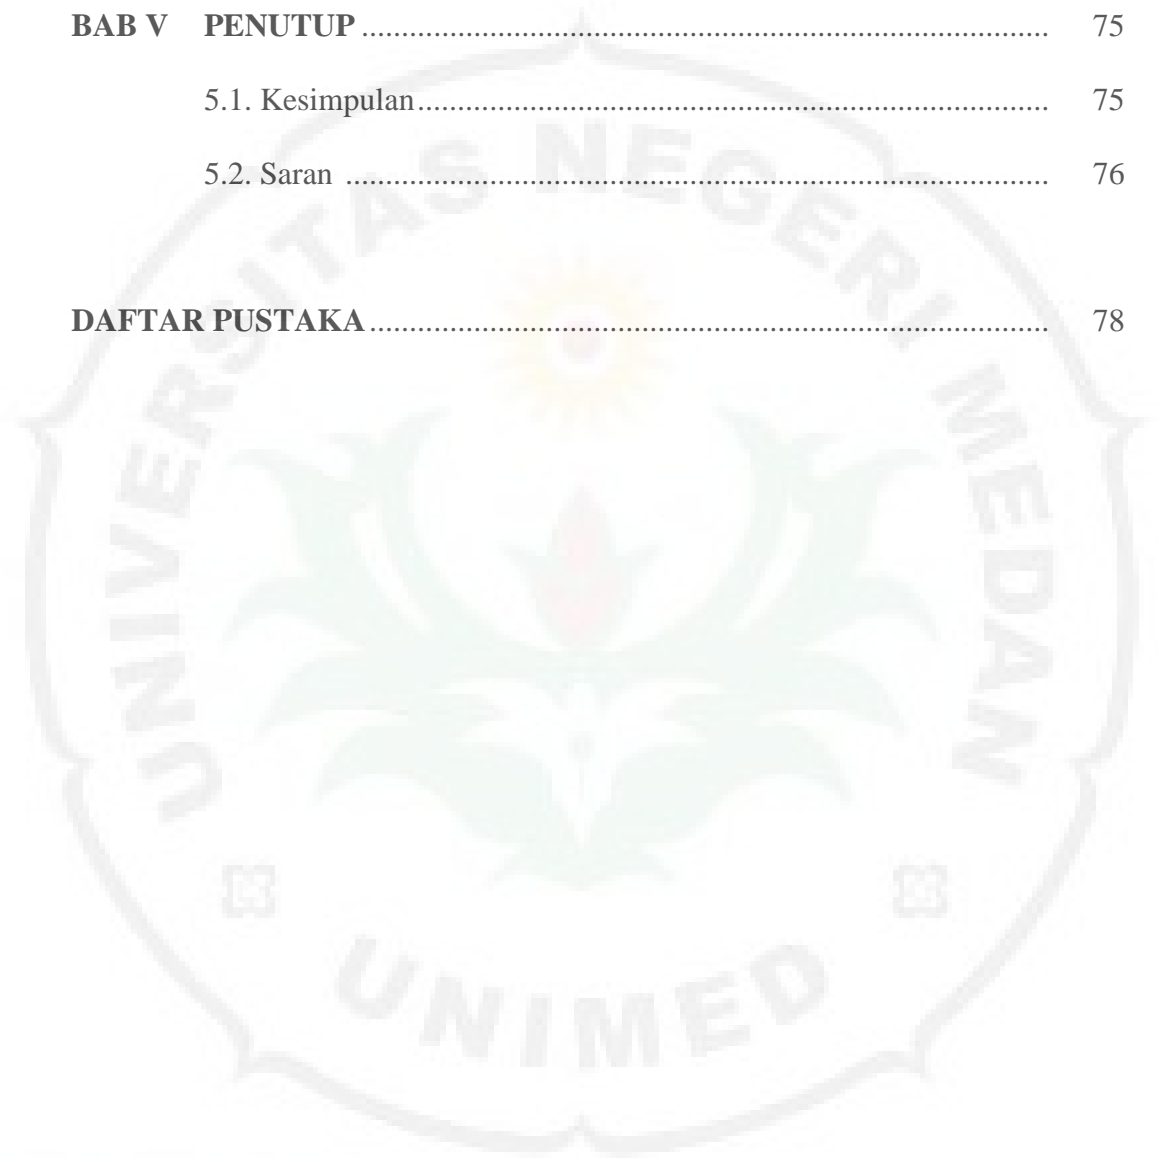 BAB V PENUTUP ........................................................................................ 75
5.1. Kesimpulan ................................................................................ 75
5.2. Saran ......................................................................................... 76
DAFTAR PUSTAKA ...................................................................................... 78
UNIVERSITAS NEGERI MEDAN
UNIMED